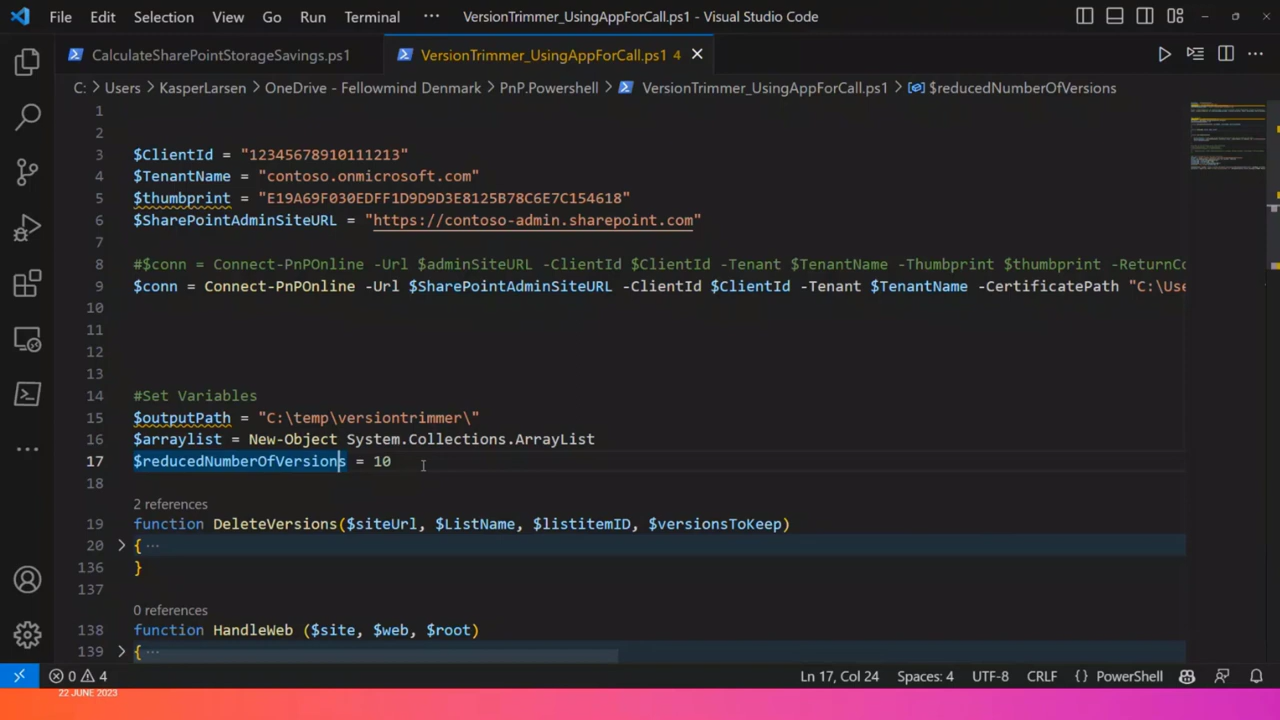 File Edit Selection View Go Run Terminal ··· VersionTrimmer_UsingAppForCall.ps1 - Visual Studio Code
CalculateSharePointStorageSavings.ps1 VersionTrimmer_UsingAppForCall.ps1 4
C: > Users > KasperLarsen > OneDrive - Fellowmind Denmark > PnP.Powershell > VersionTrimmer_UsingAppForCall.ps1 > $reducedNumberOfVersions
1
2
3 $ClientId = "12345678910111213"
4 $TenantName = "contoso.onmicrosoft.com"
5 $thumbprint = "E19A69F030EDFF1D9D9D3E8125B78C6E7C154618"
6 $SharePointAdminSiteURL = "https://contoso-admin.sharepoint.com"
7
8 #$conn = Connect-PnPOnline -Url $adminSiteURL -ClientId $ClientId -Tenant $TenantName -Thumbprint $thumbprint -ReturnCo
9 $conn = Connect-PnPOnline -Url $SharePointAdminSiteURL -ClientId $ClientId -Tenant $TenantName -CertificatePath "C:\Use
10
11
12
13
14 #Set Variables
15 $outputPath = "C:\temp\versiontrimmer\"
16 $arraylist = New-Object System.Collections.ArrayList
17 $reducedNumberOfVersions = 10
18
2 references
19 function DeleteVersions($siteUrl, $ListName, $listitemID, $versionsToKeep)
20 { ···
136 }
137
0 references
138 function HandleWeb ($site, $web, $root)
139 { ···
0 4 Ln 17, Col 24 Spaces: 4 UTF-8 CRLF {} PowerShell
22 JUNE 2023